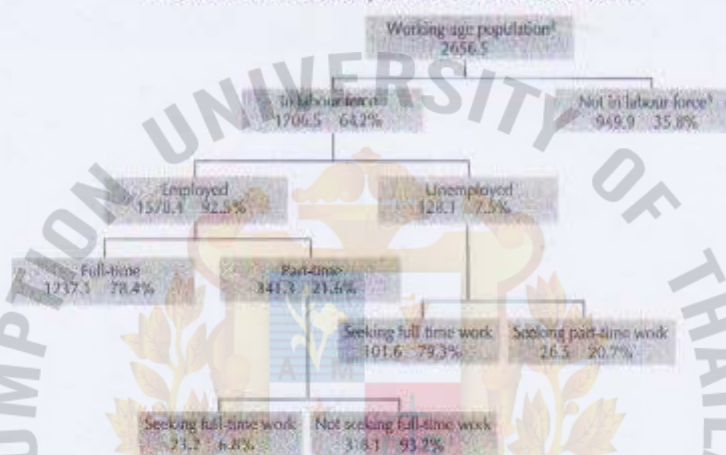 Working-age population
2656.5
In labour force
1706.5 64.2%
Not in labour force
949.9 35.8%
Employed
1578.4 92.5%
Unemployed
128.1 7.5%
Full-time
1237.1 78.4%
Part-time
341.3 21.6%
Seeking full-time work
101.6 79.3%
Seeking part-time work
26.5 20.7%
Seeking full-time work
23.2 6.8%
Not seeking full-time work
318.1 93.2%
UNIVERSITY OF